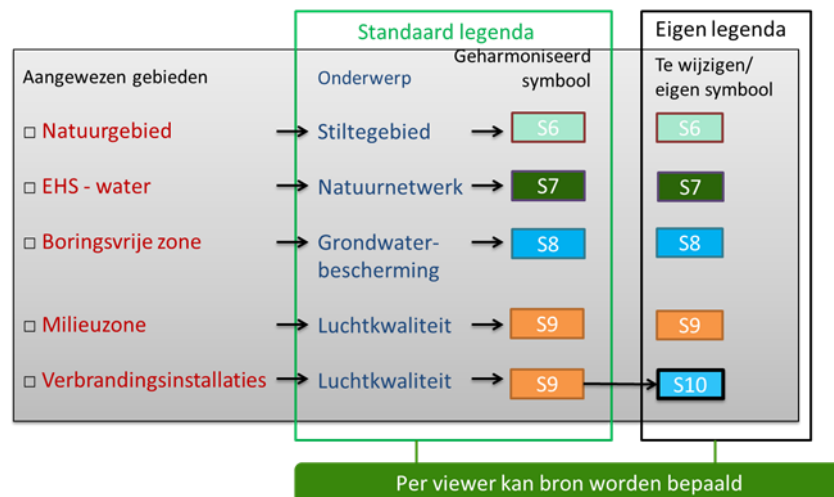 Standaard legenda
Eigen legenda
Aangewezen gebieden
Onderwerp
Geharmoniseerd
symbool
Te wijzigen/
eigen symbool
□ Natuurgebied
Stiltegebied
S6
S6
□ EHS - water
Natuurnetwerk
S7
S7
□ Boringsvrije zone
Grondwater-
bescherming
S8
S8
□ Milieuzone
Luchtkwaliteit
S9
S9
□ Verbrandingsinstallaties
Luchtkwaliteit
S9
S10
Per viewer kan bron worden bepaald